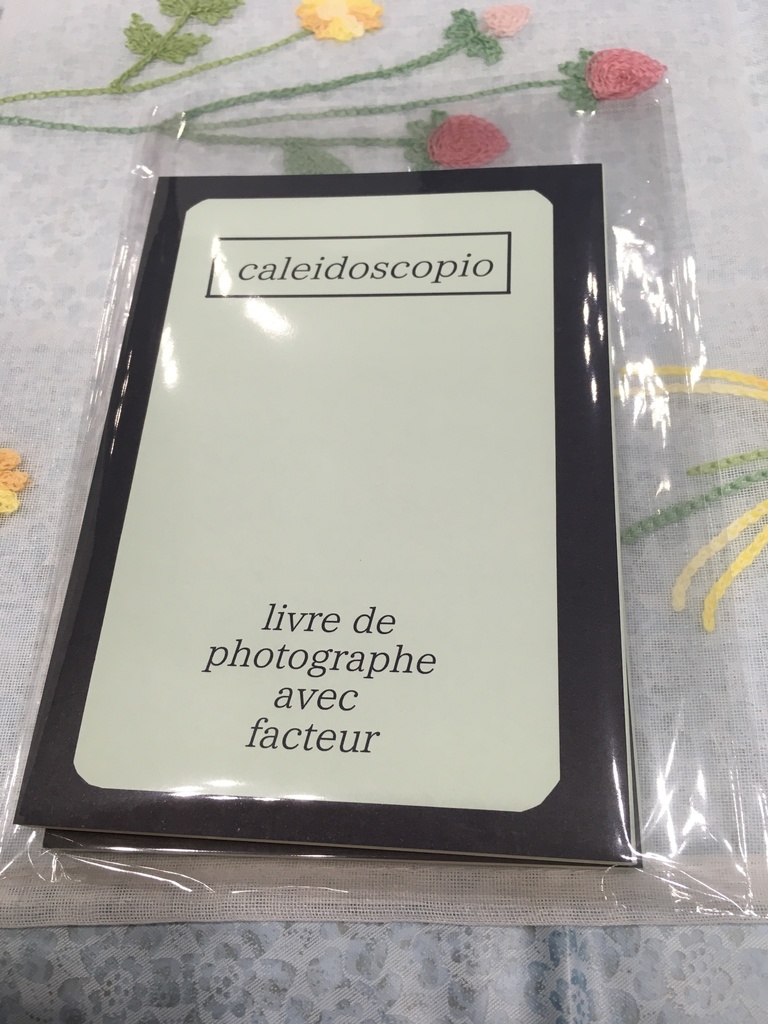 caleidoscopio
livre de
photographe
avec
facteur